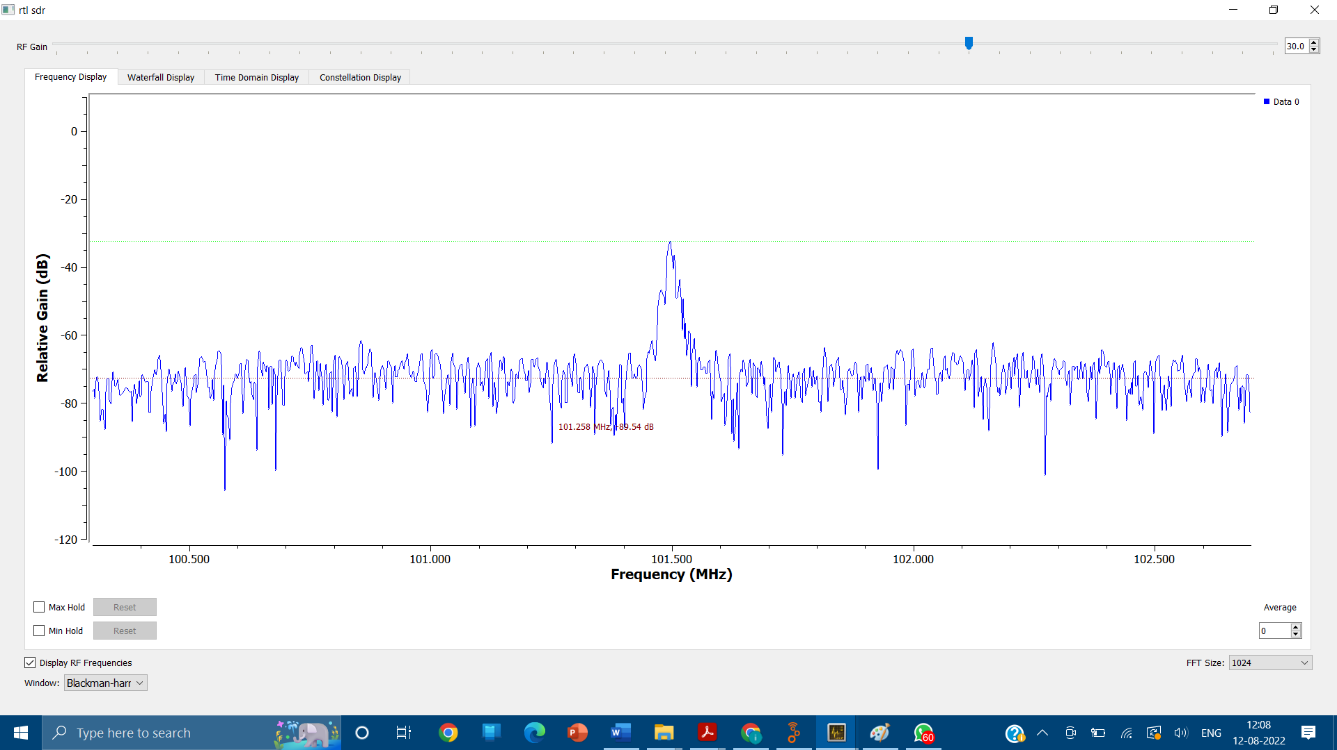 rtl sdr
RF Gain
30.0
Frequency Display
Waterfall Display
Time Domain Display
Constellation Display
Data 0
0
-20
-40
-60
-80
-100
-120
Relative Gain (dB)
101.258 MHz, -89.54 dB
100.500
101.000
101.500
102.000
102.500
Frequency (MHz)
Max Hold
Reset
Average
Min Hold
Reset
0
Display RF Frequencies
FFT Size:
1024
Window:
Blackman-harr
Type here to search
60
ENG
12:08
12-08-2022